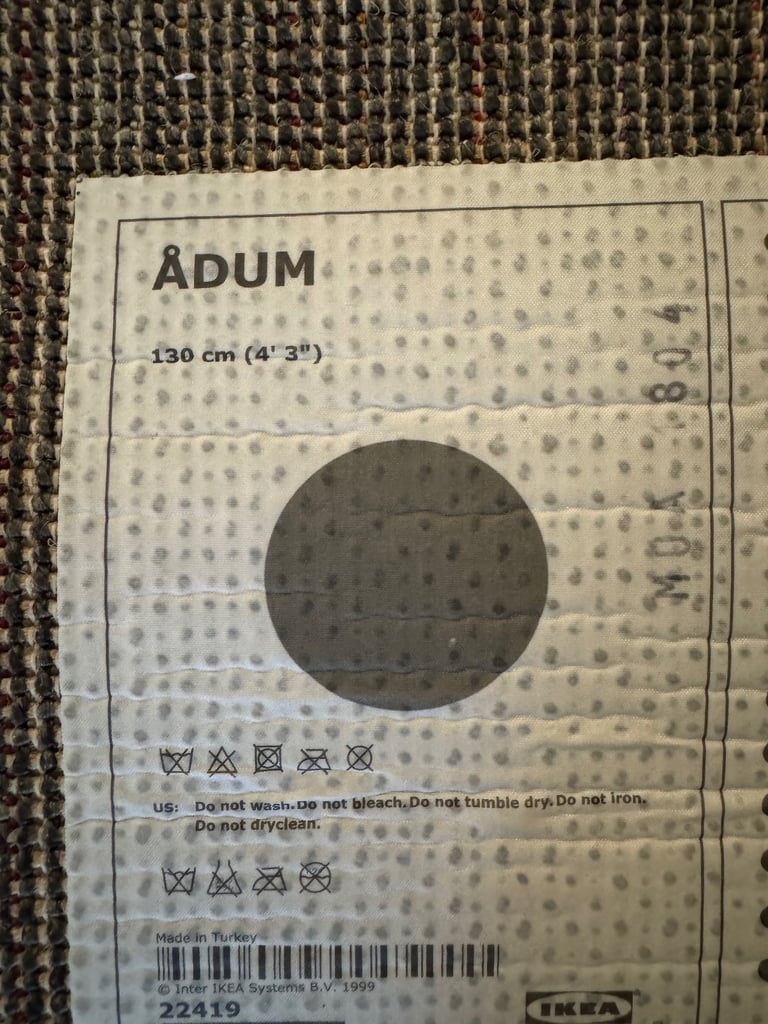 ÅDUM
130 cm (4' 3")
MDA 1804
US: Do not wash. Do not bleach. Do not tumble dry. Do not iron.
Do not dryclean.
Made in Turkey
© Inter IKEA Systems B.V. 1999
22419
IKEA